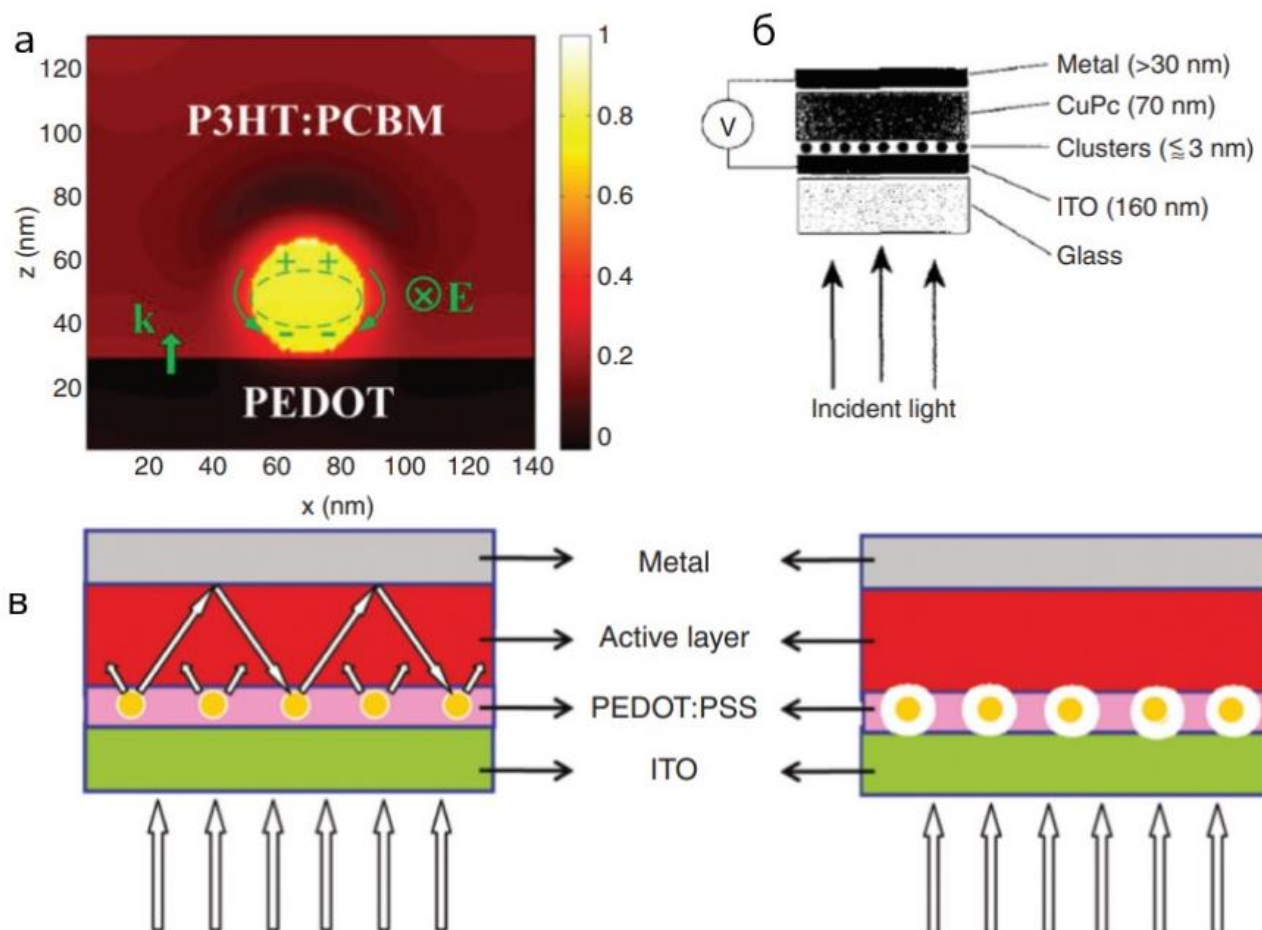 а
120
100
80
60
40
20
z (nm)
P3HT:PCBM
+ +
- -
⊗E
k
PEDOT
20 40 60 80 100 120 140
x (nm)
1
0.8
0.6
0.4
0.2
0
б
V
Metal (>30 nm)
CuPc (70 nm)
Clusters (≦3 nm)
ITO (160 nm)
Glass
Incident light
в
Metal
Active layer
PEDOT:PSS
ITO